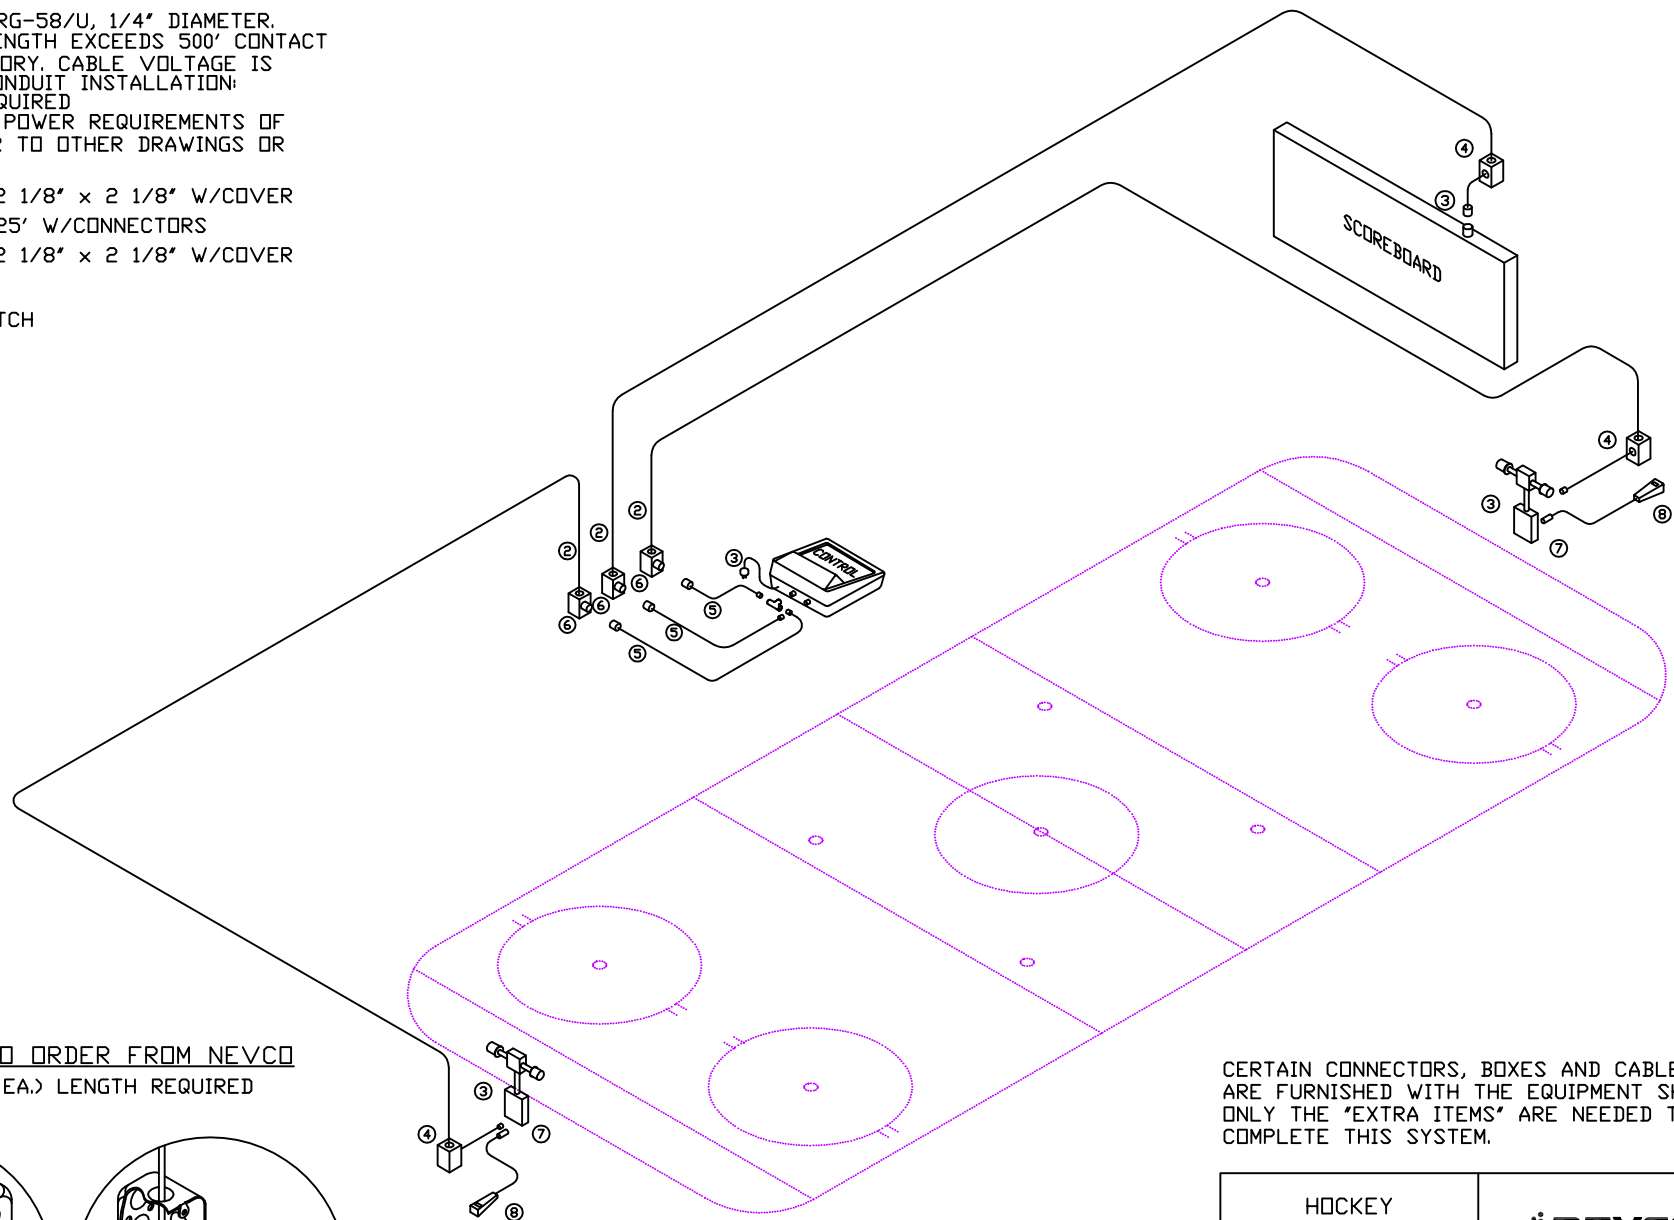 RG-58/U, 1/4" DIAMETER.
ENGTH EXCEEDS 500' CONTACT
ORY. CABLE VOLTAGE IS
ONDUIT INSTALLATION:
QUIRED
POWER REQUIREMENTS OF
R TO OTHER DRAWINGS OR
2 1/8" x 2 1/8" W/COVER
25' W/CONNECTORS
2 1/8" x 2 1/8" W/COVER
TCH
4
3
SCOREBOARD
4
3
8
7
2
2
2
3
CONTROL
6
6
6
5
5
5
O ORDER FROM NEVCO
EA.) LENGTH REQUIRED
3
4
7
8
CERTAIN CONNECTORS, BOXES AND CABLE
ARE FURNISHED WITH THE EQUIPMENT
ONLY THE "EXTRA ITEMS" ARE NEEDED
COMPLETE THIS SYSTEM.
HOCKEY